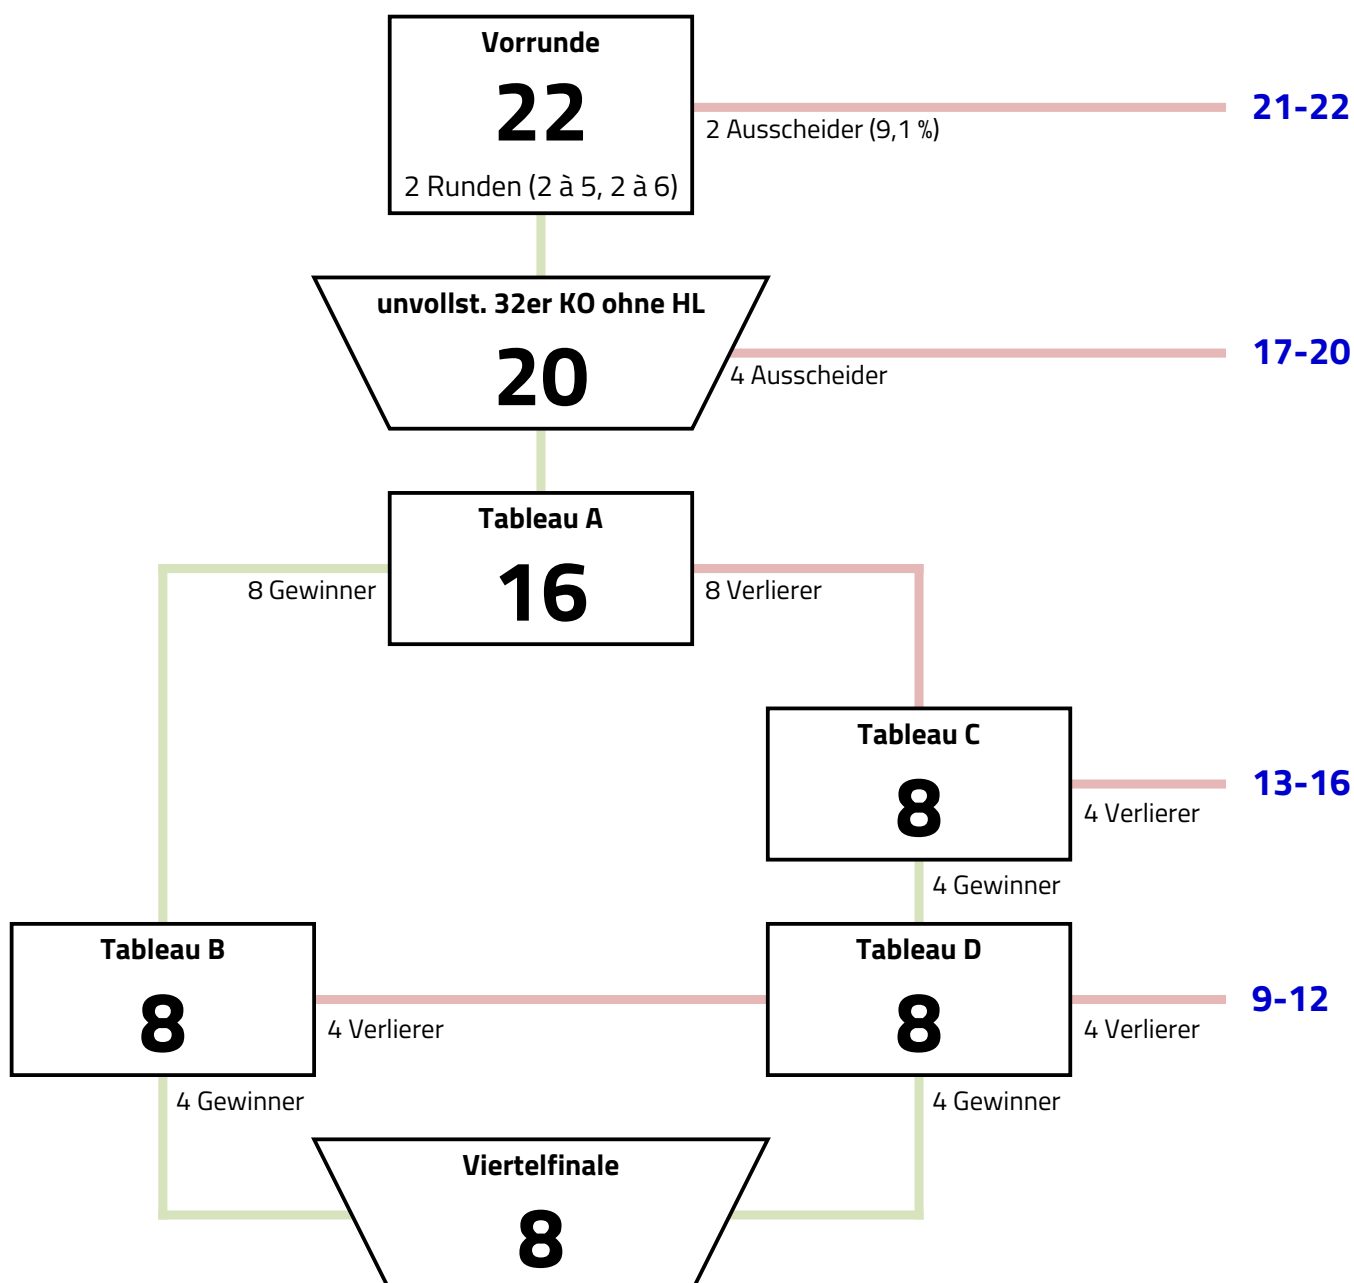 Vorrunde
22
2 Runden (2 à 5, 2 à 6)
2 Ausscheider (9,1 %)
21-22
unvollst. 32er KO ohne HL
20
4 Ausscheider
17-20
Tableau A
16
8 Gewinner
8 Verlierer
Tableau C
8
4 Verlierer
13-16
4 Gewinner
Tableau B
8
4 Verlierer
4 Gewinner
Tableau D
8
4 Verlierer
9-12
4 Gewinner
Viertelfinale
8